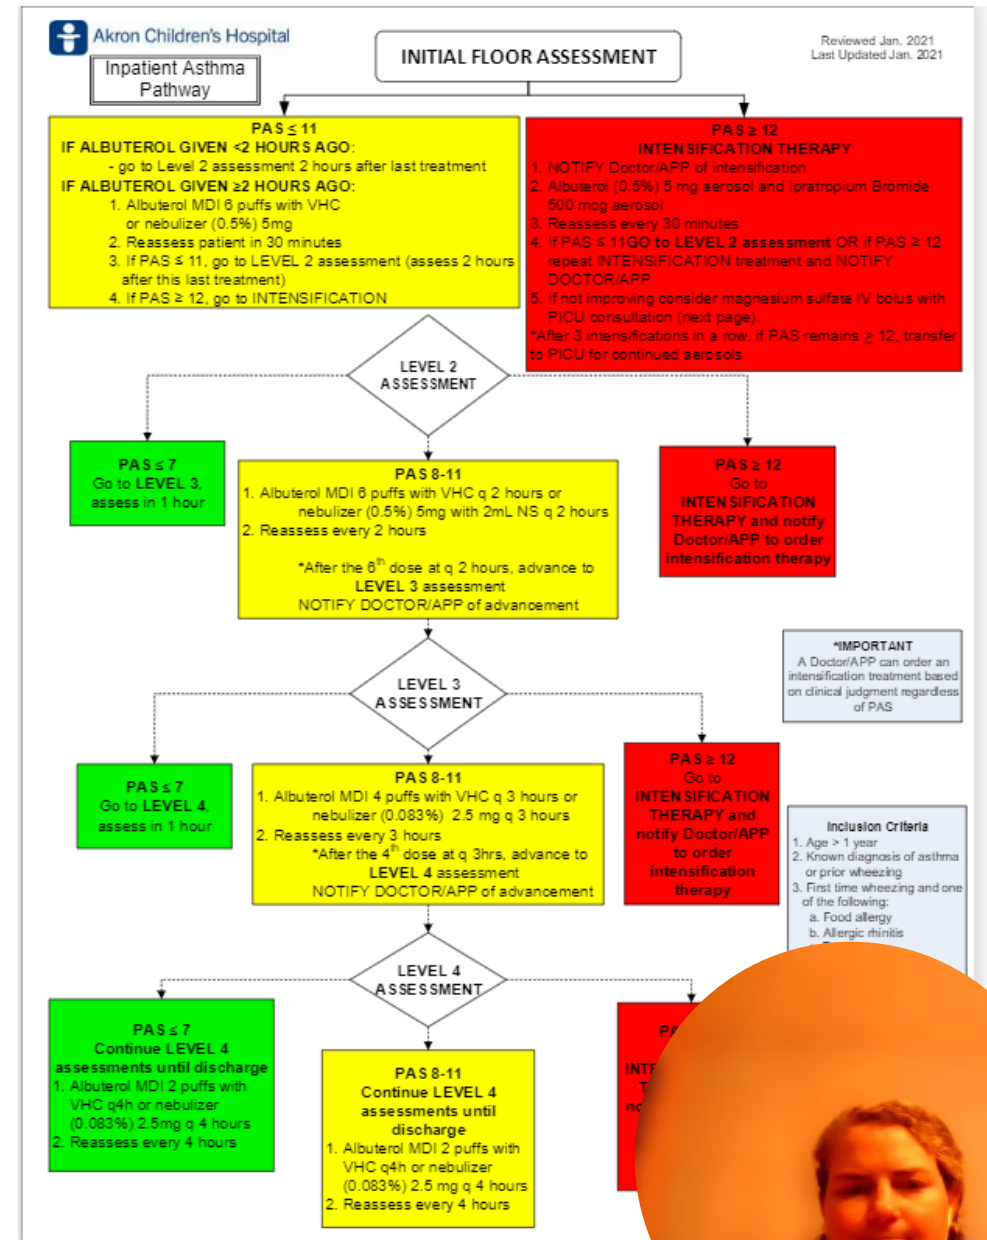 Akron Children's Hospital
Inpatient Asthma
Pathway
INITIAL FLOOR ASSESSMENT
Reviewed Jan. 2021
Last Updated Jan. 2021
PAS ≤ 11
IF ALBUTEROL GIVEN <2 HOURS AGO:
- go to Level 2 assessment 2 hours after last treatment
IF ALBUTEROL GIVEN ≥2 HOURS AGO:
1. Albuterol MDI 6 puffs with VHC
or nebulizer (0.5%) 5mg
2. Reassess patient in 30 minutes
3. If PAS ≤ 11, go to LEVEL 2 assessment (assess 2 hours
after this last treatment)
4. If PAS ≥ 12, go to INTENSIFICATION
PAS ≥ 12
INTENSIFICATION THERAPY
1. NOTIFY Doctor/APP of intensification
2. Albuterol (0.5%) 5 mg aerosol and Ipratropium Bromide
500 mcg aerosol
3. Reassess every 30 minutes
4. If PAS ≤ 11GO to LEVEL 2 assessment OR if PAS ≥ 12
repeat INTENSIFICATION treatment and NOTIFY
DOCTOR/APP
5. If not improving consider magnesium sulfate IV bolus with
PICU consultation (next page).
*After 3 intensifications in a row, if PAS remains ≥ 12, transfer
to PICU for continued aerosols
LEVEL 2
ASSESSMENT
PAS ≤ 7
Go to LEVEL 3,
assess in 1 hour
PAS 8-11
1. Albuterol MDI 6 puffs with VHC q 2 hours or
nebulizer (0.5%) 5mg with 2mL NS q 2 hours
2. Reassess every 2 hours
*After the 6th dose at q 2 hours, advance to
LEVEL 3 assessment
NOTIFY DOCTOR/APP of advancement
PAS ≥ 12
Go to
INTENSIFICATION
THERAPY and notify
Doctor/APP to order
intensification therapy
*IMPORTANT
A Doctor/APP can order an
intensification treatment based
on clinical judgment regardless
of PAS
LEVEL 3
ASSESSMENT
PAS ≤ 7
Go to LEVEL 4,
assess in 1 hour
PAS 8-11
1. Albuterol MDI 4 puffs with VHC q 3 hours or
nebulizer (0.083%) 2.5 mg q 3 hours
2. Reassess every 3 hours
*After the 4th dose at q 3hrs, advance to
LEVEL 4 assessment
NOTIFY DOCTOR/APP of advancement
PAS ≥ 12
Go to
INTENSIFICATION
THERAPY and
notify Doctor/APP
to order
intensification
therapy
Inclusion Criteria
1. Age > 1 year
2. Known diagnosis of asthma
or prior wheezing
3. First time wheezing and one
of the following:
a. Food allergy
b. Allergic rhinitis
LEVEL 4
ASSESSMENT
PAS ≤ 7
Continue LEVEL 4
assessments until discharge
1. Albuterol MDI 2 puffs with
VHC q4h or nebulizer
(0.083%) 2.5mg q 4 hours
2. Reassess every 4 hours
PAS 8-11
Continue LEVEL 4
assessments until
discharge
1. Albuterol MDI 2 puffs with
VHC q4h or nebulizer
(0.083%) 2.5 mg q 4 hours
2. Reassess every 4 hours